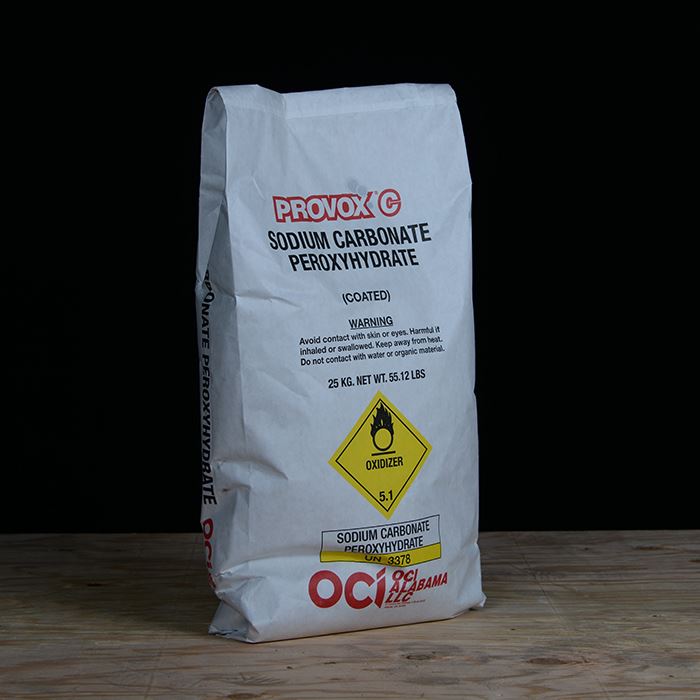 PROVOX® C
SODIUM CARBONATE
PEROXYHYDRATE
(COATED)
WARNING
Avoid contact with skin or eyes. Harmful if
inhaled or swallowed. Keep away from heat.
Do not contact with water or organic material.
25 KG. NET WT. 55.12 LBS
OXIDIZER
5.1
SODIUM CARBONATE
PEROXYHYDRATE
UN 3378
OCi
OCI
ALABAMA
LLC
PEROXYHYDRATE
OCi